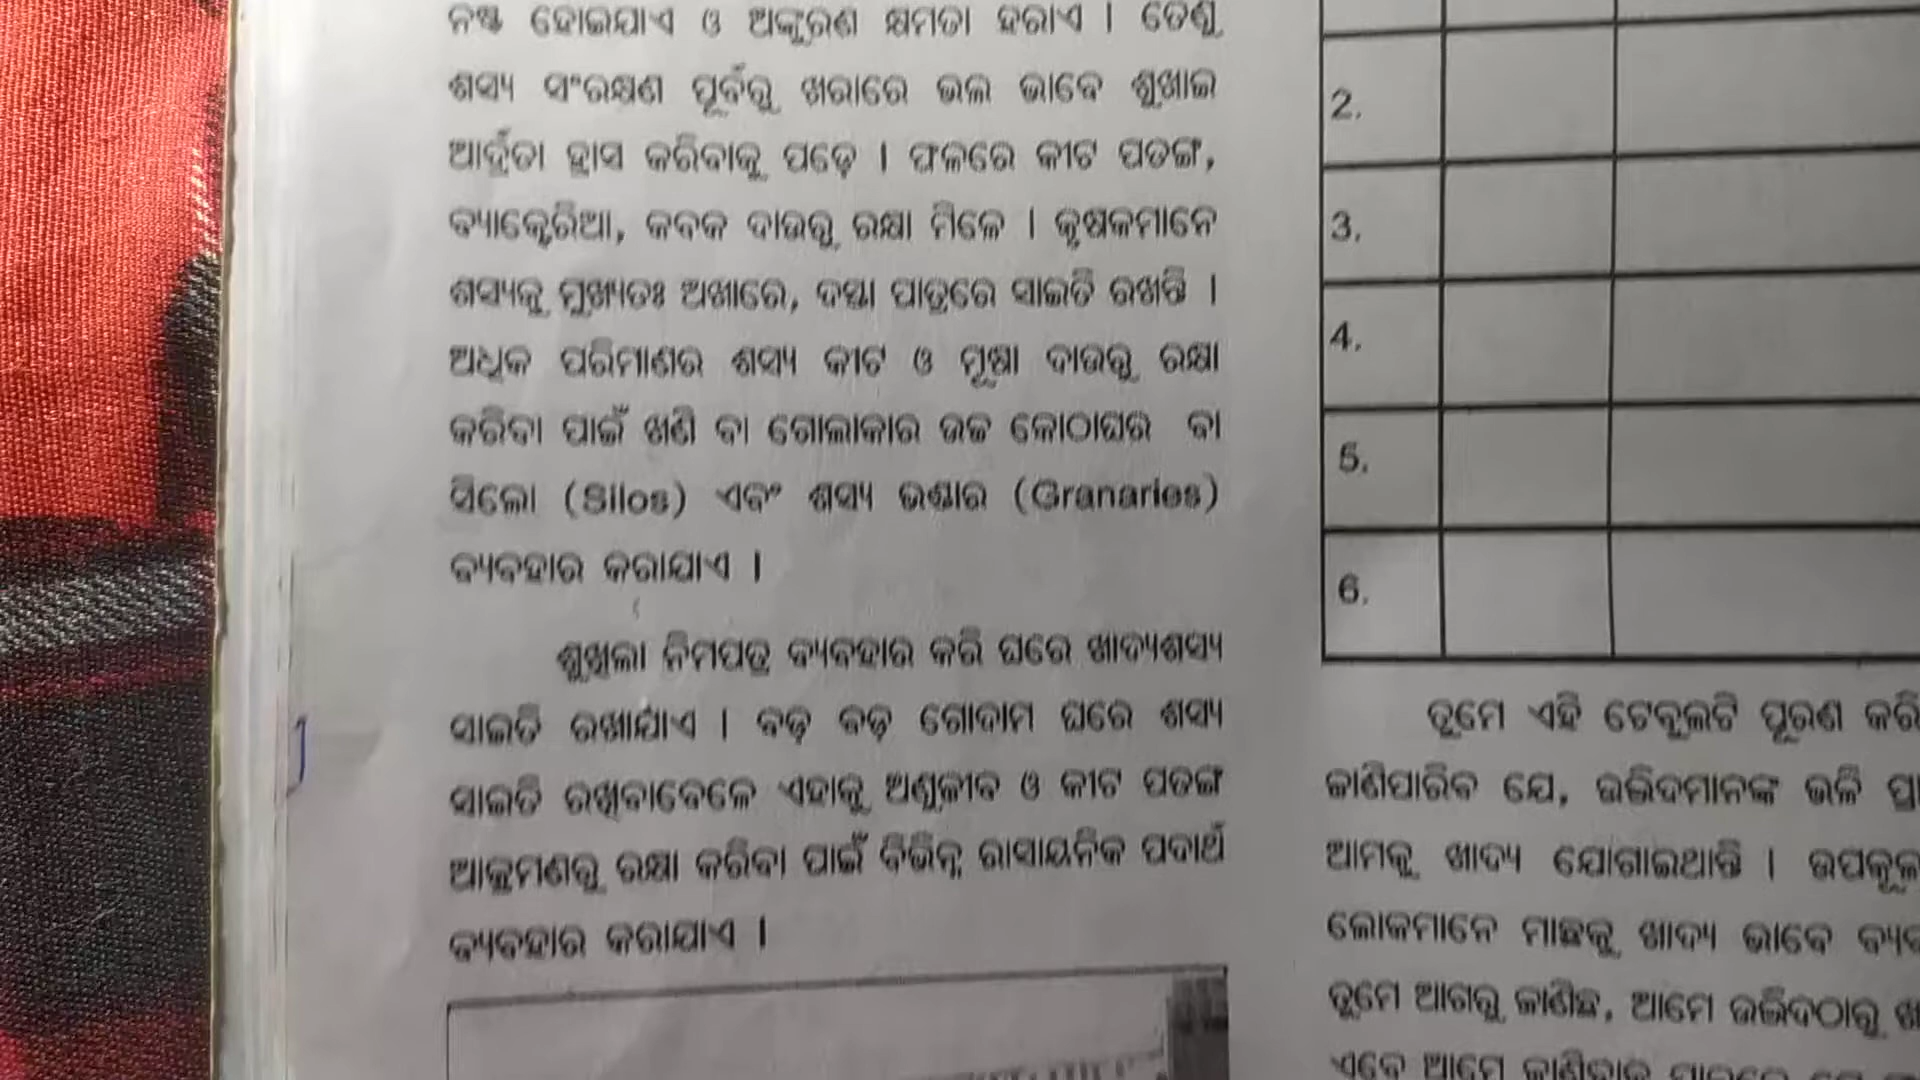 ନଷ୍ଟ ହୋଇଯାଏ ଓ ଅଙ୍କୁରଣ କ୍ଷମତା ହରାଏ । ତେଣୁ
ଶସ୍ୟ ସଂରକ୍ଷଣ ପୂର୍ବରୁ ଖରାରେ ଭଲ ଭାବେ ଶୁଖାଇ
ଆର୍ଦ୍ରତା ହ୍ରାସ କରିବାକୁ ପଡ଼େ । ଫଳରେ କୀଟ ପତଙ୍ଗ,
ବ୍ୟାକ୍ଟେରିଆ, କବକ ଦାଉରୁ ରକ୍ଷା ମିଳେ । କୃଷକମାନେ
ଶସ୍ୟକୁ ମୁଖ୍ୟତଃ ଅଖାରେ, ଦସ୍ତା ପାତ୍ରରେ ସାଇତି ରଖନ୍ତି ।
ଅଧିକ ପରିମାଣର ଶସ୍ୟ କୀଟ ଓ ମୂଷା ଦାଉରୁ ରକ୍ଷା
କରିବା ପାଇଁ ଖଣି ବା ଗୋଲାକାର ଉଚ୍ଚ କୋଠାଘର ବା
ସିଲୋ (Silos) ଏବଂ ଶସ୍ୟ ଭଣ୍ଡାର (Granaries)
ବ୍ୟବହାର କରାଯାଏ ।
ଶୁଖିଲା ନିମପତ୍ର ବ୍ୟବହାର କରି ଘରେ ଖାଦ୍ୟଶସ୍ୟ
ସାଇତି ରଖାଯାଏ । ବଡ଼ ବଡ଼ ଗୋଦାମ ଘରେ ଶସ୍ୟ
ସାଇତି ରଖିବାବେଳେ ଏହାକୁ ଅଣୁଜୀବ ଓ କୀଟ ପତଙ୍ଗ
ଆକ୍ରମଣରୁ ରକ୍ଷା କରିବା ପାଇଁ ବିଭିନ୍ନ ରାସାୟନିକ ପଦାର୍ଥ
ବ୍ୟବହାର କରାଯାଏ ।
2.
3.
4.
5.
6.
ତୁମେ ଏହି ଟେବୁଲଟି ପୂରଣ କରି
ଜାଣିପାରିବ ଯେ, ଉଦ୍ଭିଦମାନଙ୍କ ଭଳି
ଆମକୁ ଖାଦ୍ୟ ଯୋଗାଇଥାନ୍ତି । ଉପକୂଳ
ଲୋକମାନେ ମାଛକୁ ଖାଦ୍ୟ ଭାବେ
ତୁମେ ଆଗରୁ ଜାଣିଛ, ଆମେ ଉଦ୍ଭିଦଠାରୁ
ଏବେ ଆମେ ଜାଣିବାକୁ